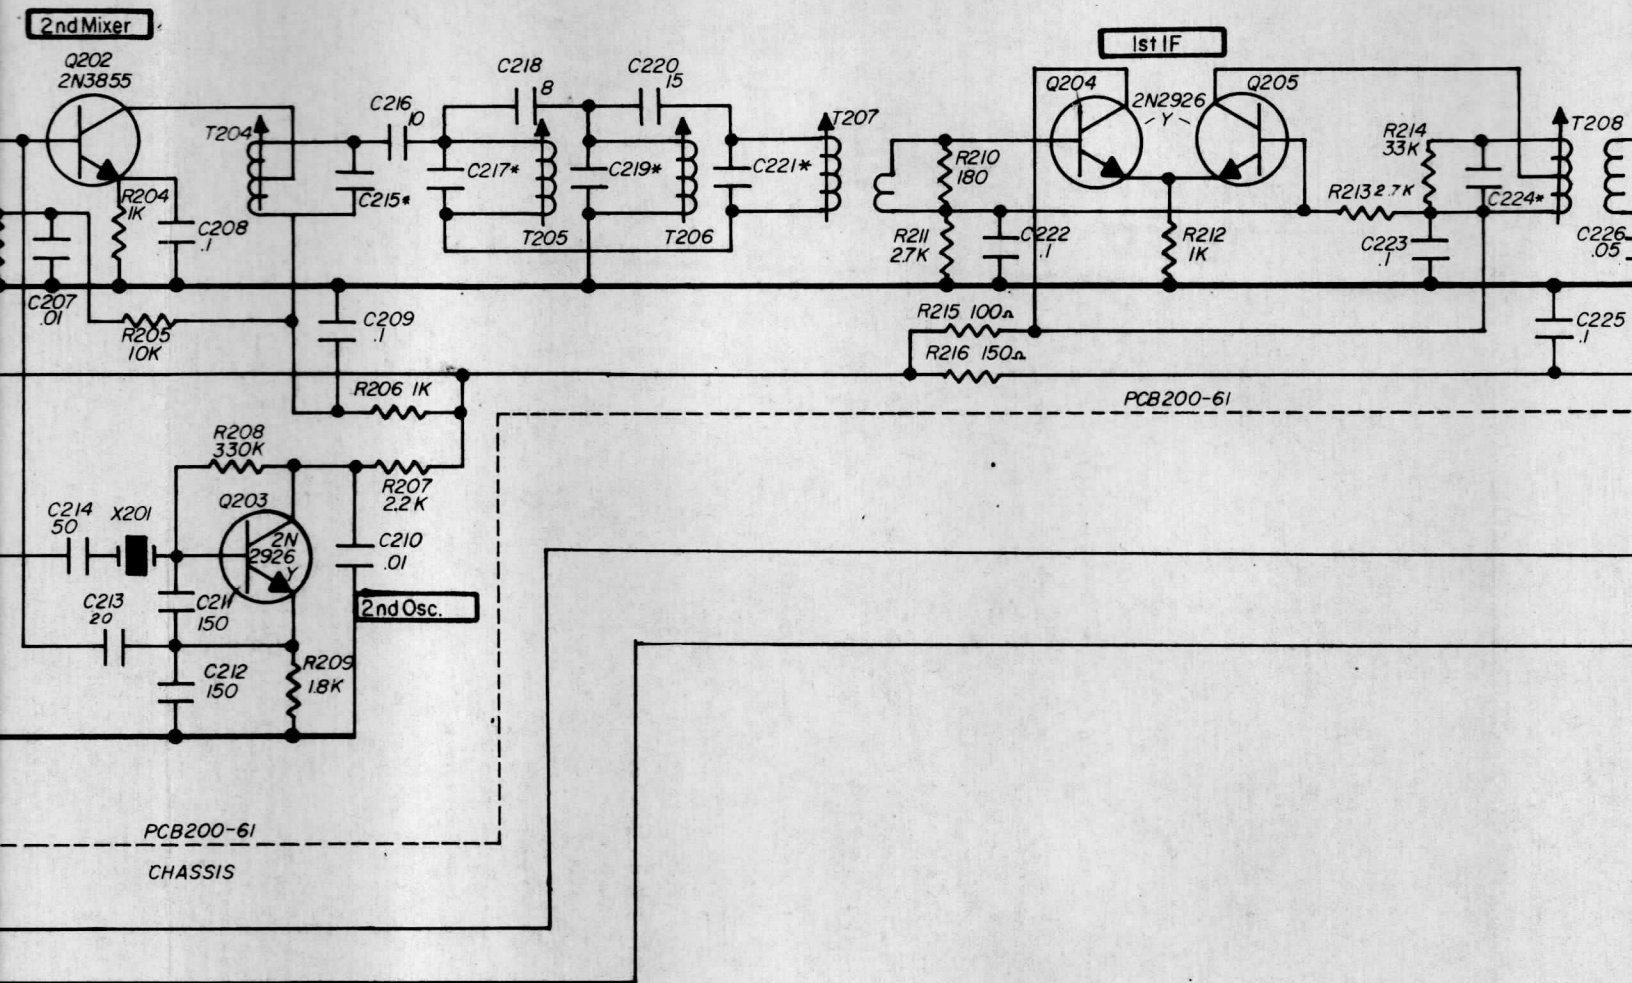 2nd Mixer
Q202
2N3855
T204
R204
1K
C208
.1
C207
.01
R205
10K
C215*
C216
10
C217*
C218
8
T205
C219*
C220
15
T206
C221*
T207
C209
.1
R206 1K
R208
330K
R207
2.2K
C214
50
X201
Q203
2N
2926
Y
C210
.01
2nd Osc.
C213
20
C211
150
C212
150
R209
1.8K
PCB200-61
CHASSIS
1st IF
Q204
2N2926
-Y-
Q205
R210
180
R211
2.7K
C222
.1
R212
1K
R213 2.7K
R214
33K
C223
.1
C224*
T208
C226
.05
R215 100Ω
R216 150Ω
C225
.1
PCB200-61